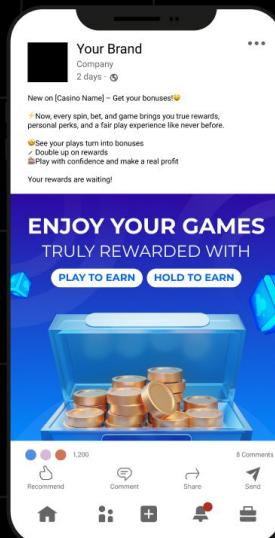 Your Brand
Company
2 days ·
New on [Casino Name] – Get your bonuses!
Now, every spin, bet, and game brings you true rewards,
personal perks, and a fair play experience like never before.
See your plays turn into bonuses
Double up on rewards
Play with confidence and make a real profit
Your rewards are waiting!
ENJOY YOUR GAMES
TRULY REWARDED WITH
PLAY TO EARN HOLD TO EARN
1,200 8 Comments
Recommend Comment Share Send